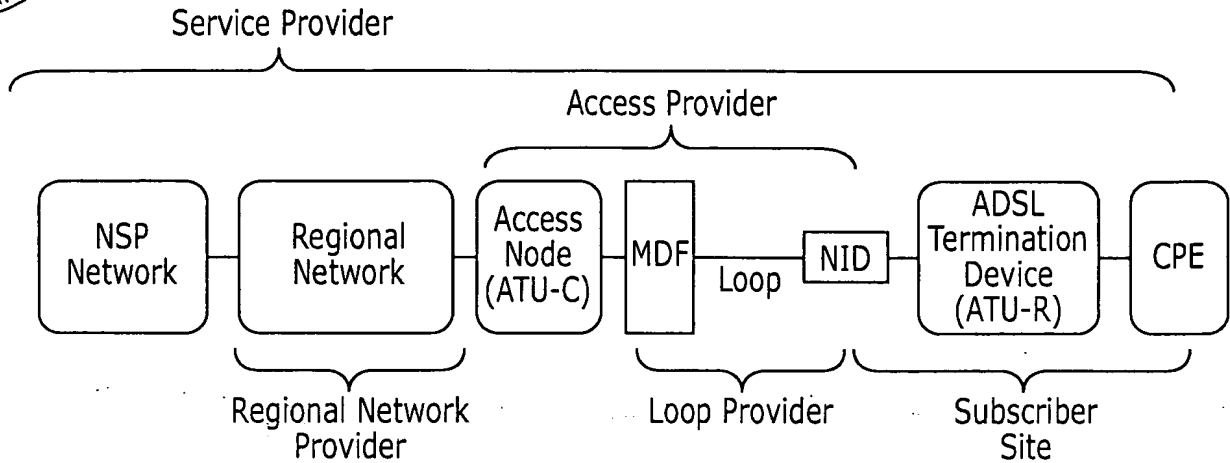 Service Provider
Access Provider
NSP
Network
Regional
Network
Access
Node
(ATU-C)
MDF
Loop
NID
ADSL
Termination
Device
(ATU-R)
CPE
Regional Network
Provider
Loop Provider
Subscriber
Site